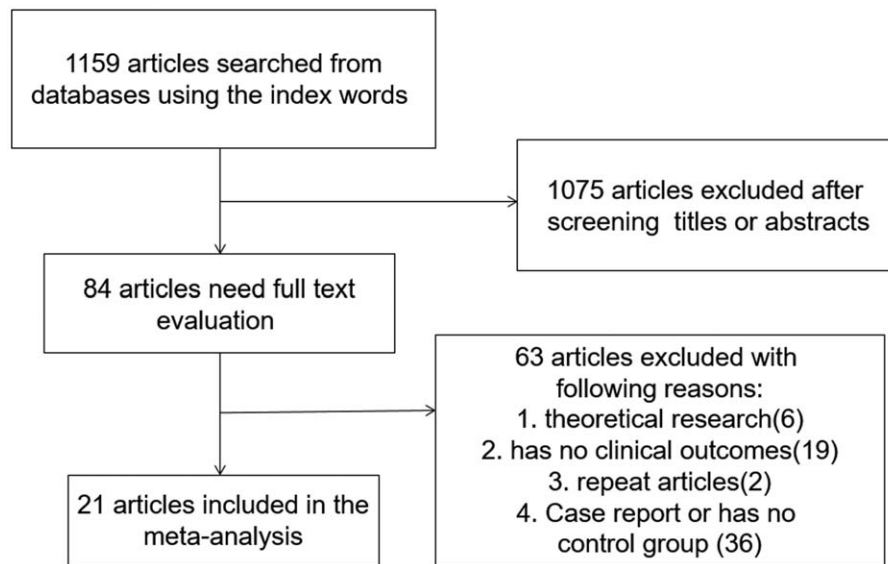 1159 articles searched from
databases using the index words
1075 articles excluded after
screening titles or abstracts
84 articles need full text
evaluation
63 articles excluded with
following reasons:
1. theoretical research(6)
2. has no clinical outcomes(19)
3. repeat articles(2)
4. Case report or has no
control group (36)
21 articles included in the
meta-analysis